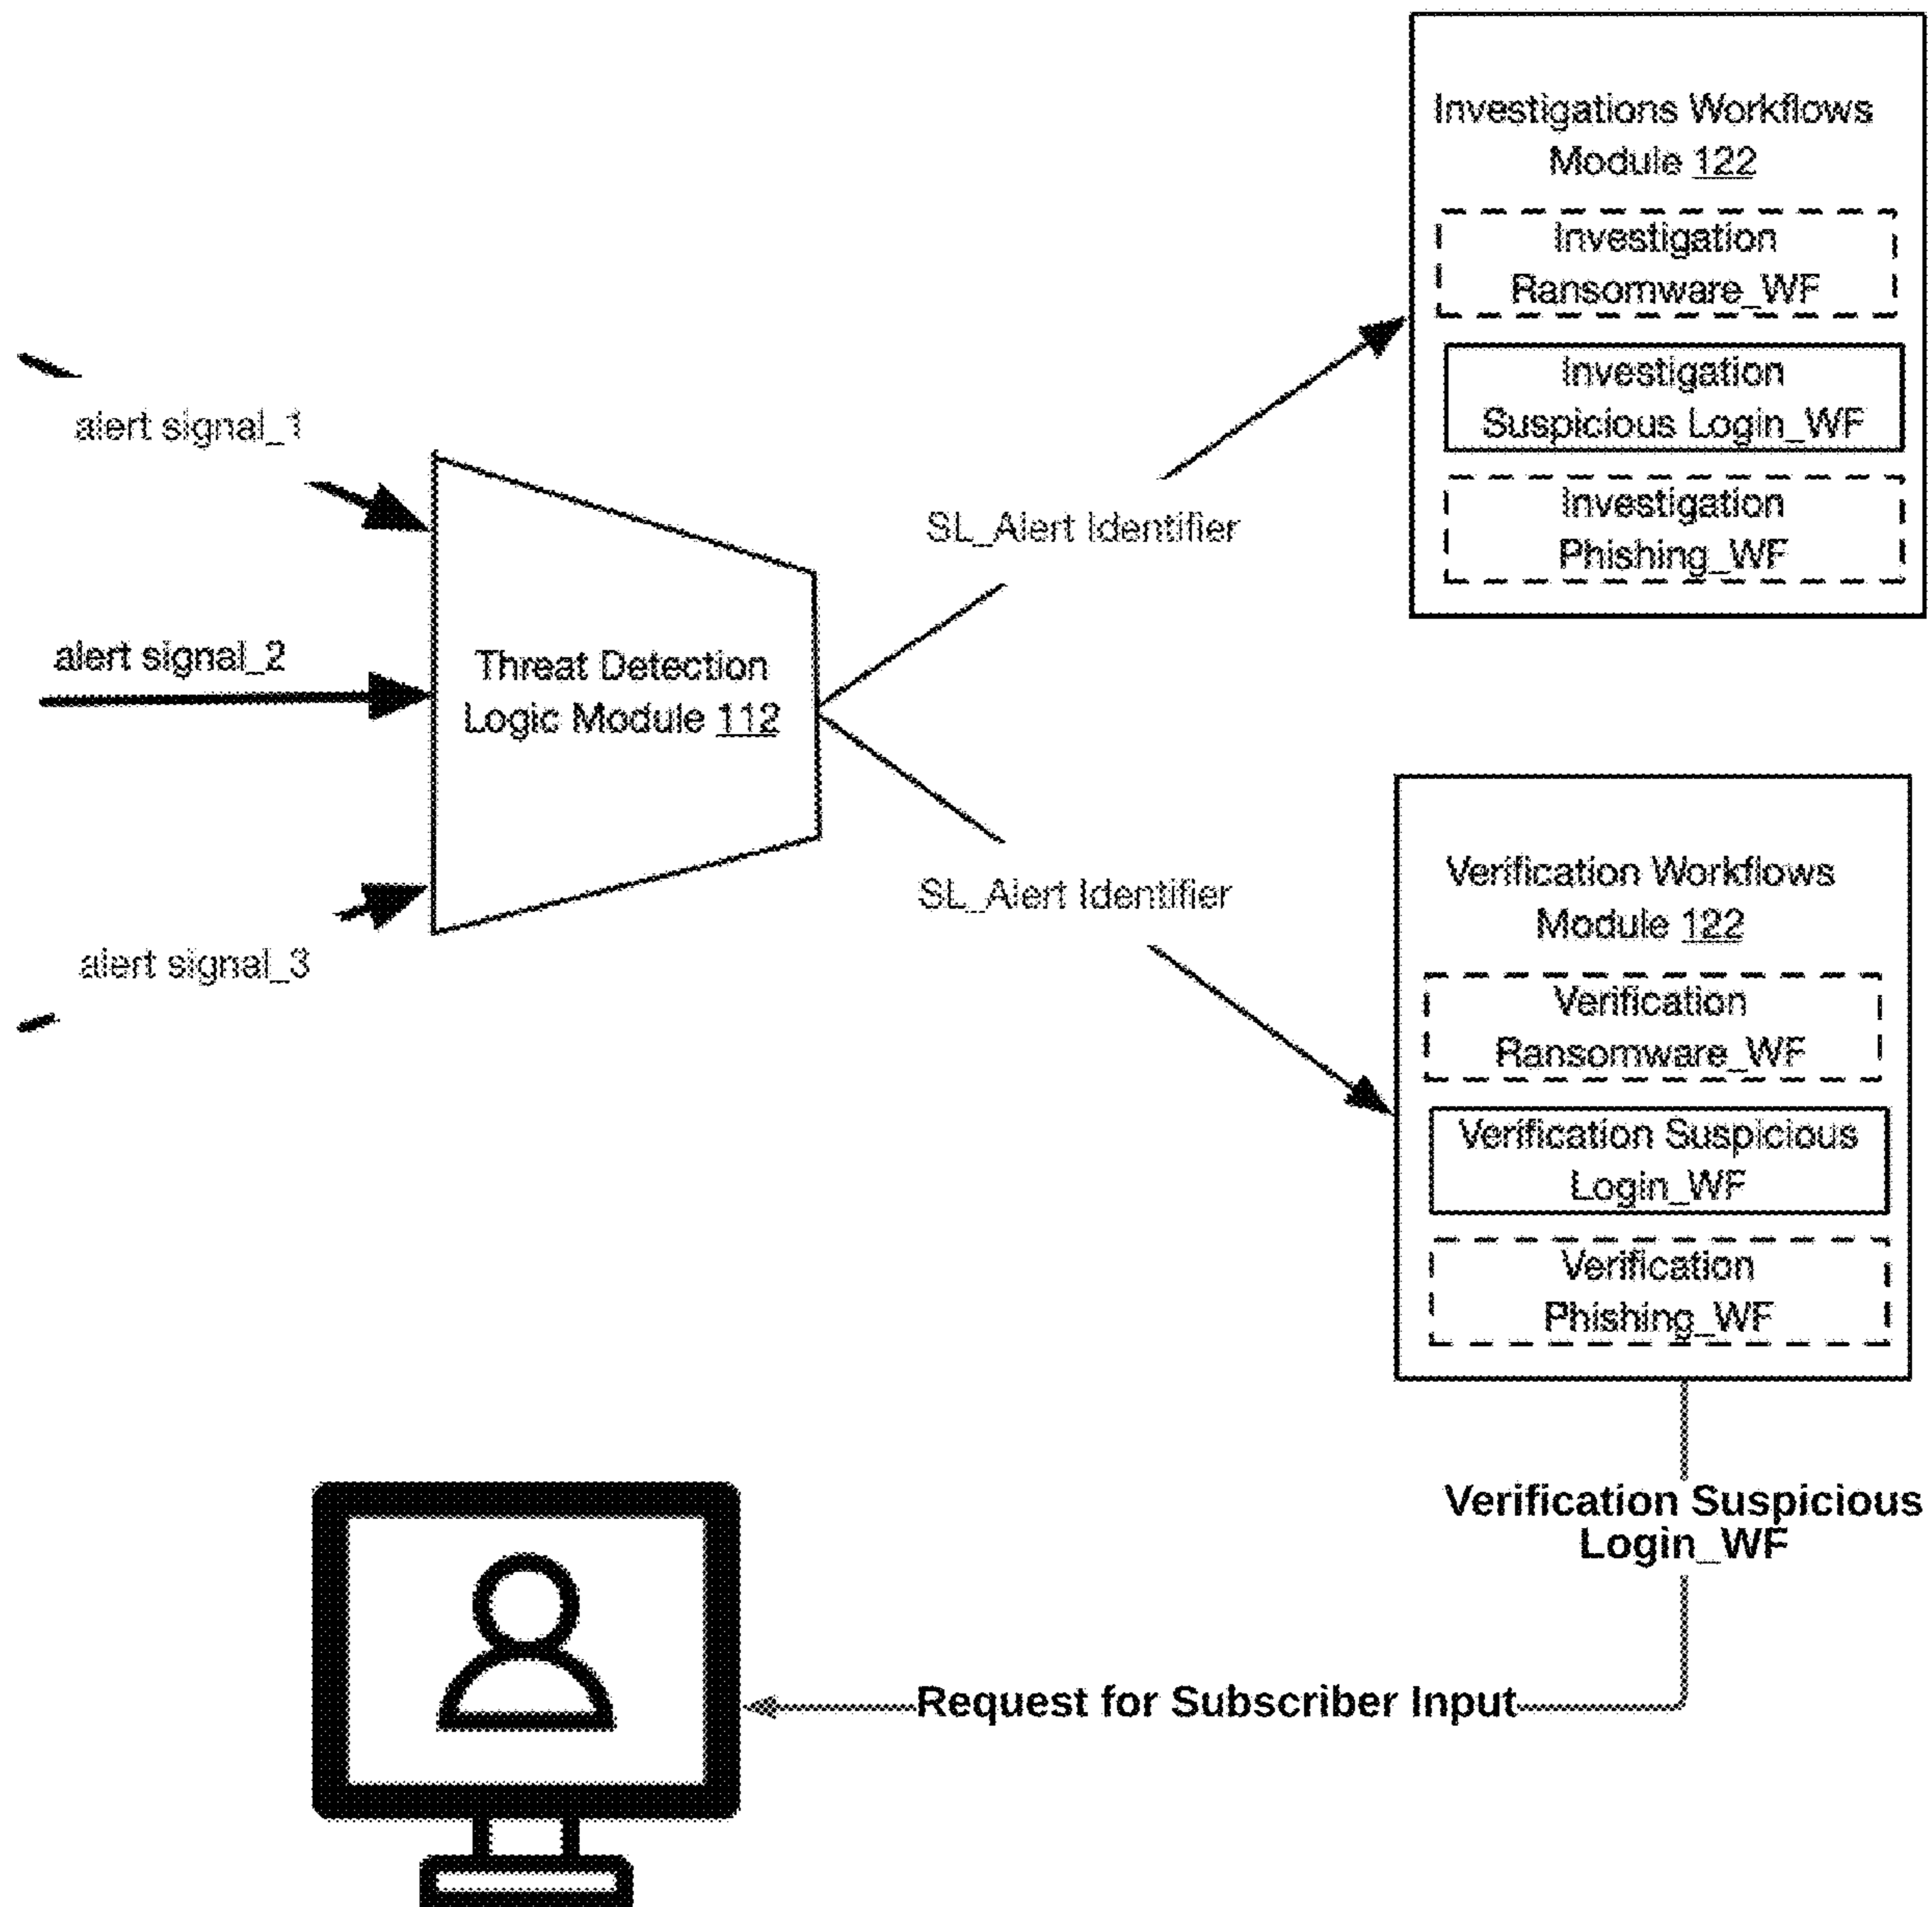 Investigations Workflows
Module 122
Investigation
Ransomware_WF
Investigation
Suspicious Login_WF
Investigation
Phishing_WF
alert signal_1
SL_Alert Identifier
alert signal_2
Threat Detection
Logic Module 112
SL_Alert Identifier
alert signal_3
Verification Workflows
Module 122
Verification
Ransomware_WF
Verification Suspicious
Login_WF
Verification
Phishing_WF
Verification Suspicious
Login_WF
Request for Subscriber Input